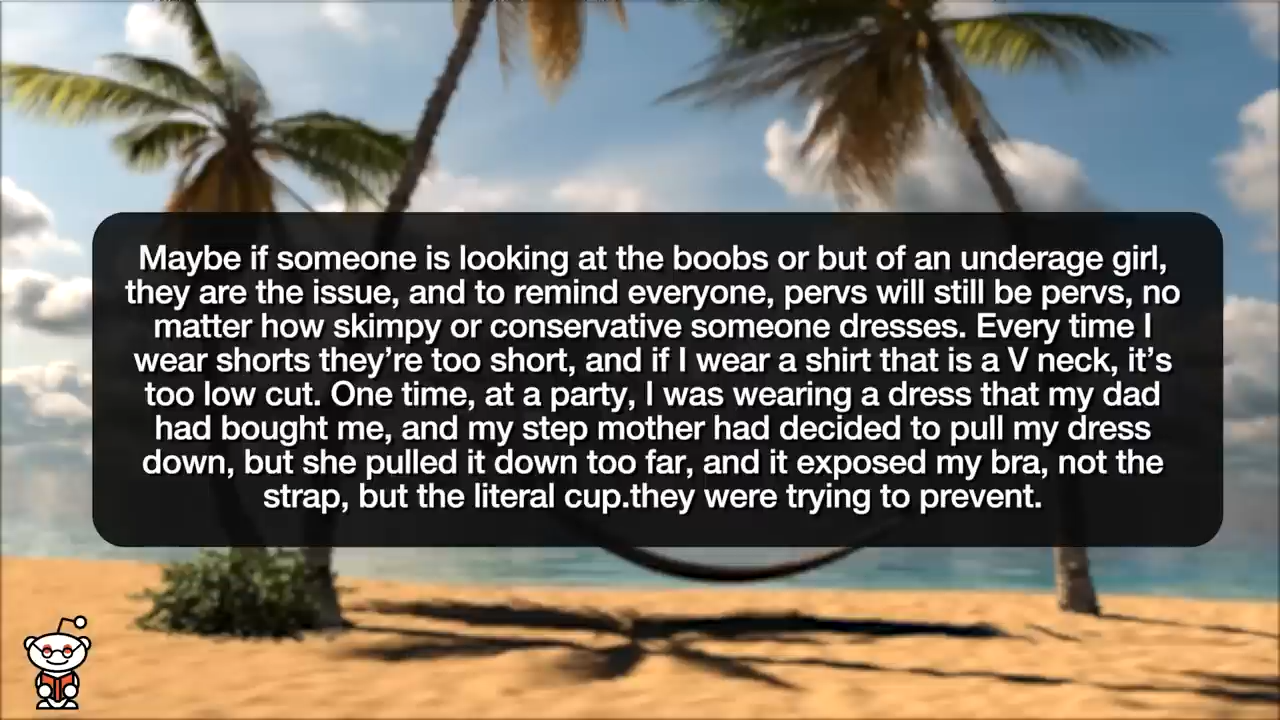 Maybe if someone is looking at the boobs or but of an underage girl,
they are the issue, and to remind everyone, pervs will still be pervs, no
matter how skimpy or conservative someone dresses. Every time I
wear shorts they’re too short, and if I wear a shirt that is a V neck, it’s
too low cut. One time, at a party, I was wearing a dress that my dad
had bought me, and my step mother had decided to pull my dress
down, but she pulled it down too far, and it exposed my bra, not the
strap, but the literal cup.they were trying to prevent.